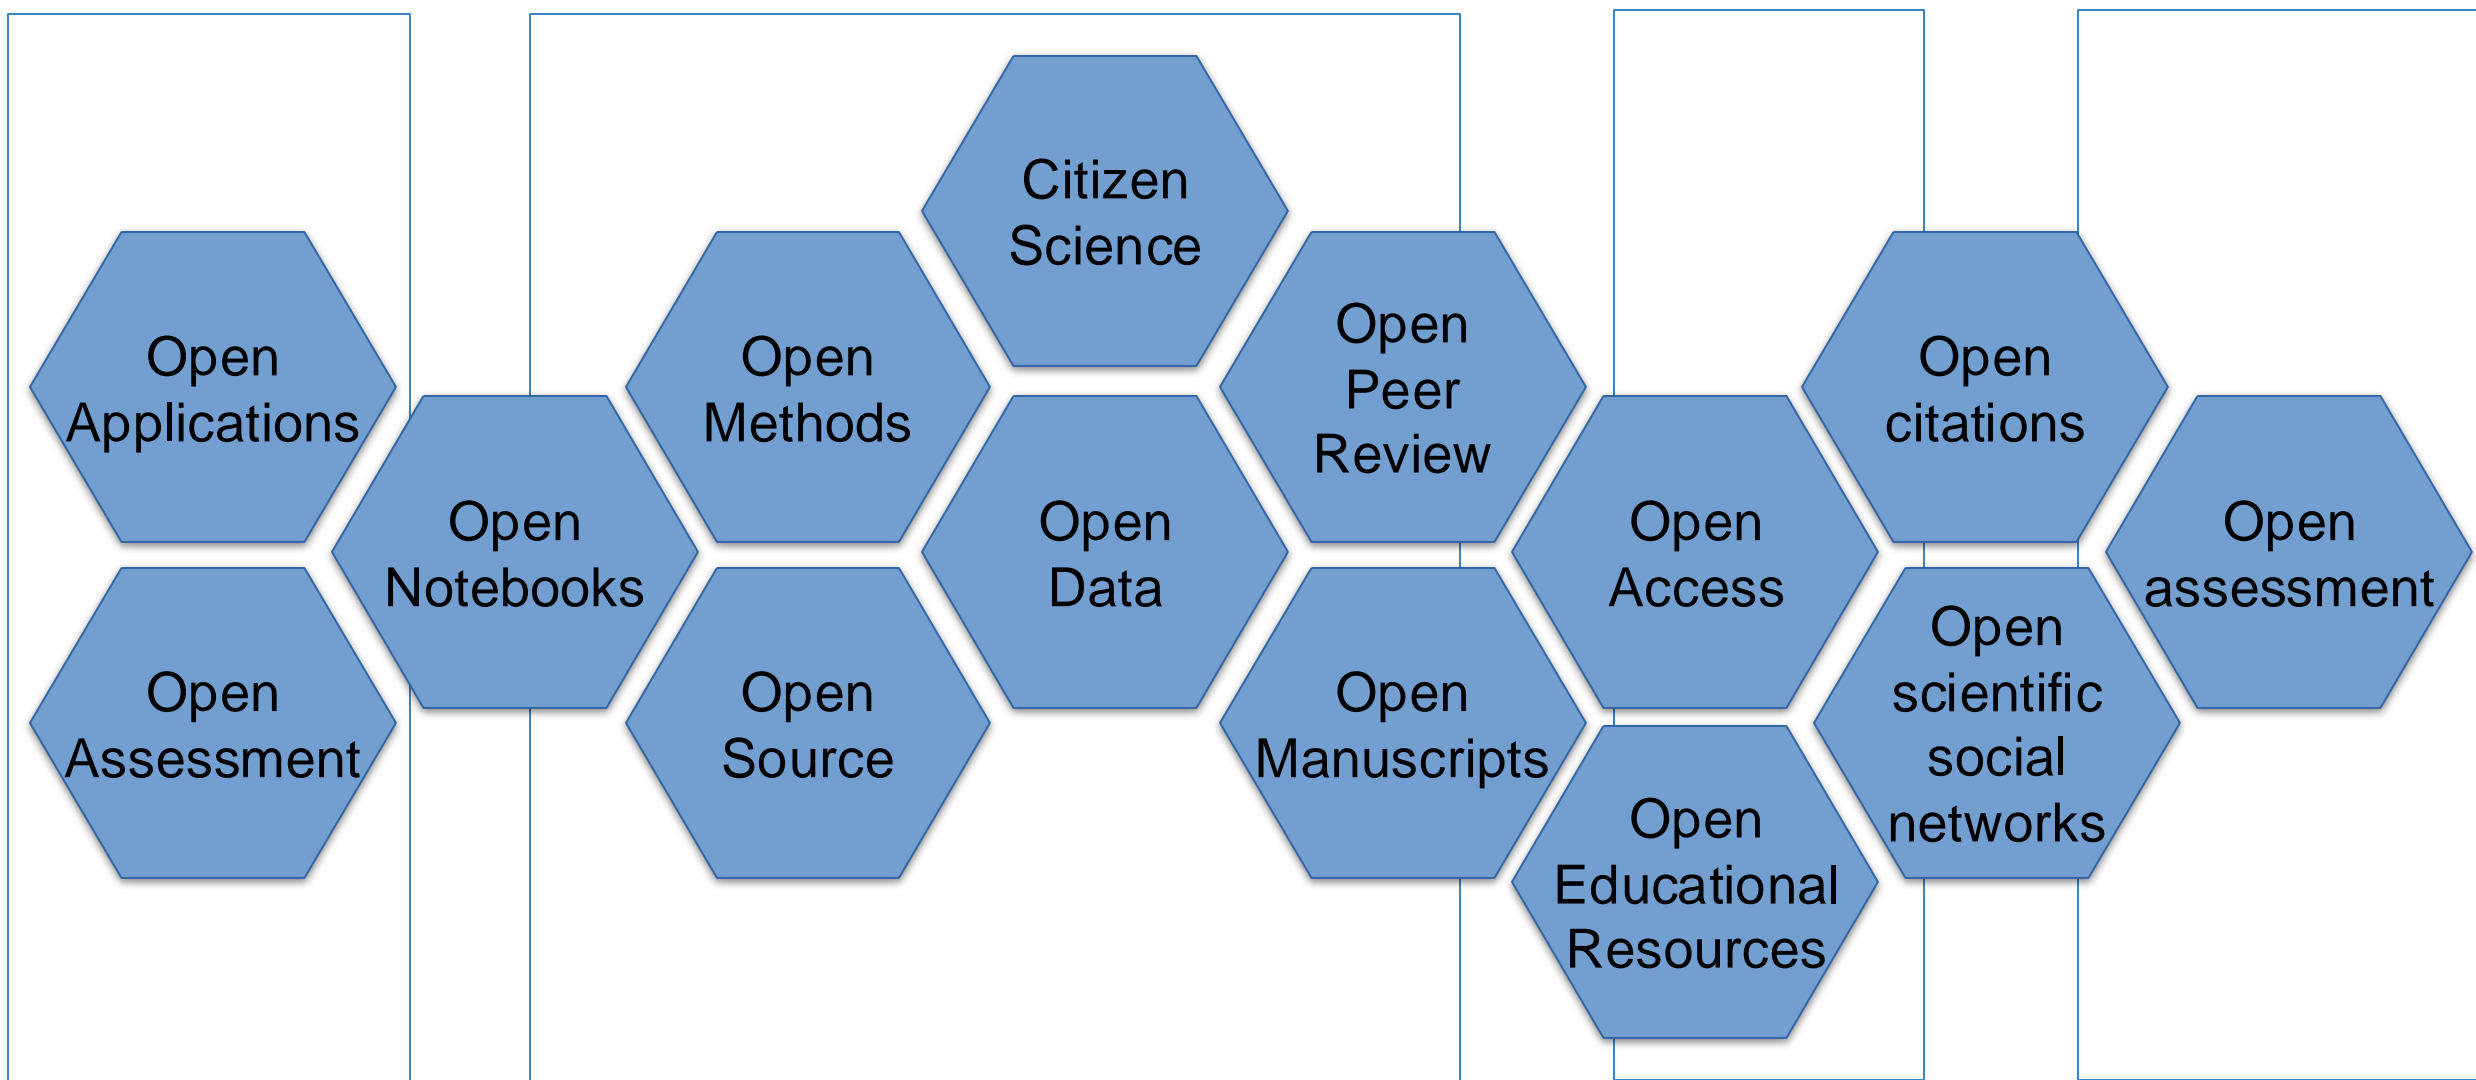 Open
Applications
Open
Assessment
Open
Notebooks
Open
Methods
Open
Source
Citizen
Science
Open
Data
Open
Peer
Review
Open
Manuscripts
Open
Access
Open
Educational
Resources
Open
citations
Open
scientific
social
networks
Open
assessment